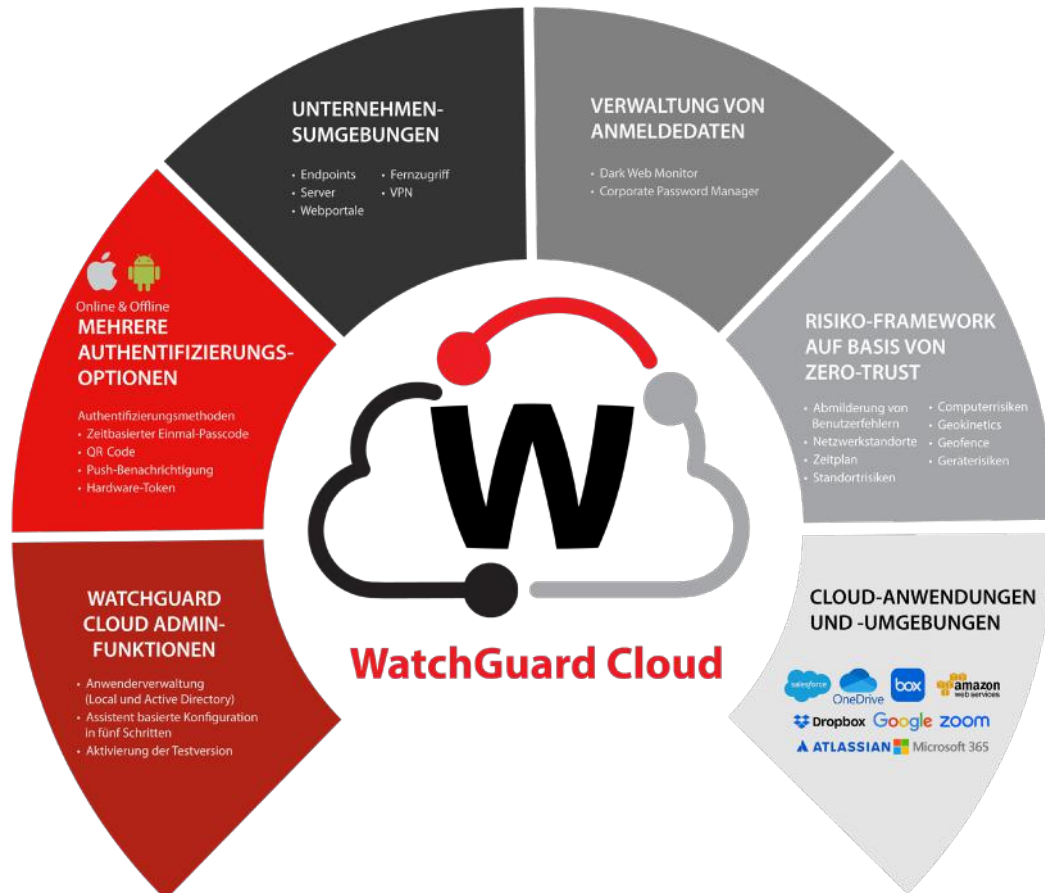 UNTERNEHMEN-
SUMGEBUNGEN
• Endpoints
• Server
• Webportale
• Fernzugriff
• VPN
VERWALTUNG VON
ANMELDEDATEN
• Dark Web Monitor
• Corporate Password Manager
Online & Offline
MEHRERE
AUTHENTIFIZIERUNGS-
OPTIONEN
Authentifizierungsmethoden
• Zeitbasierter Einmal-Passcode
• QR Code
• Push-Benachrichtigung
• Hardware-Token
RISIKO-FRAMEWORK
AUF BASIS VON
ZERO-TRUST
• Abmilderung von
Benutzerfehlern
• Netzwerkstandorte
• Zeitplan
• Standortrisiken
• Computerrisiken
• Geokinetics
• Geofence
• Geräterisiken
W
WatchGuard Cloud
WATCHGUARD
CLOUD ADMIN-
FUNKTIONEN
• Anwenderverwaltung
(Local und Active Directory)
• Assistent basierte Konfiguration
in fünf Schritten
• Aktivierung der Testversion
CLOUD-ANWENDUNGEN
UND -UMGEBUNGEN
salesforce
OneDrive
box
amazon
web services
Dropbox
Google
zoom
ATLASSIAN
Microsoft 365